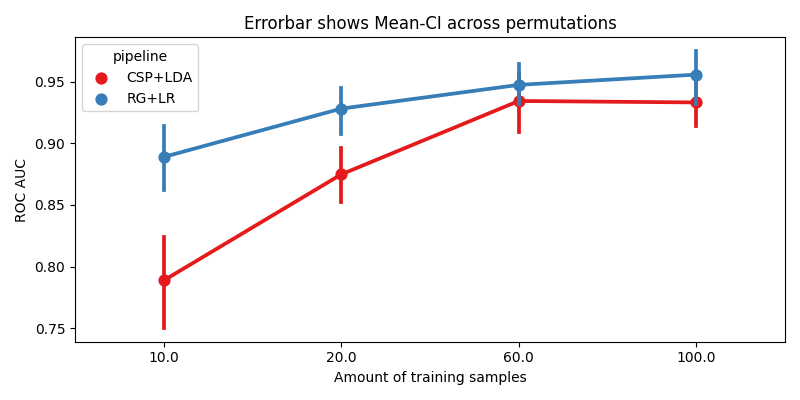 Errorbar shows Mean-CI across permutations
pipeline
CSP+LDA
RG+LR
ROC AUC
0.95
0.90
0.85
0.80
0.75
10.0 20.0 60.0 100.0
Amount of training samples